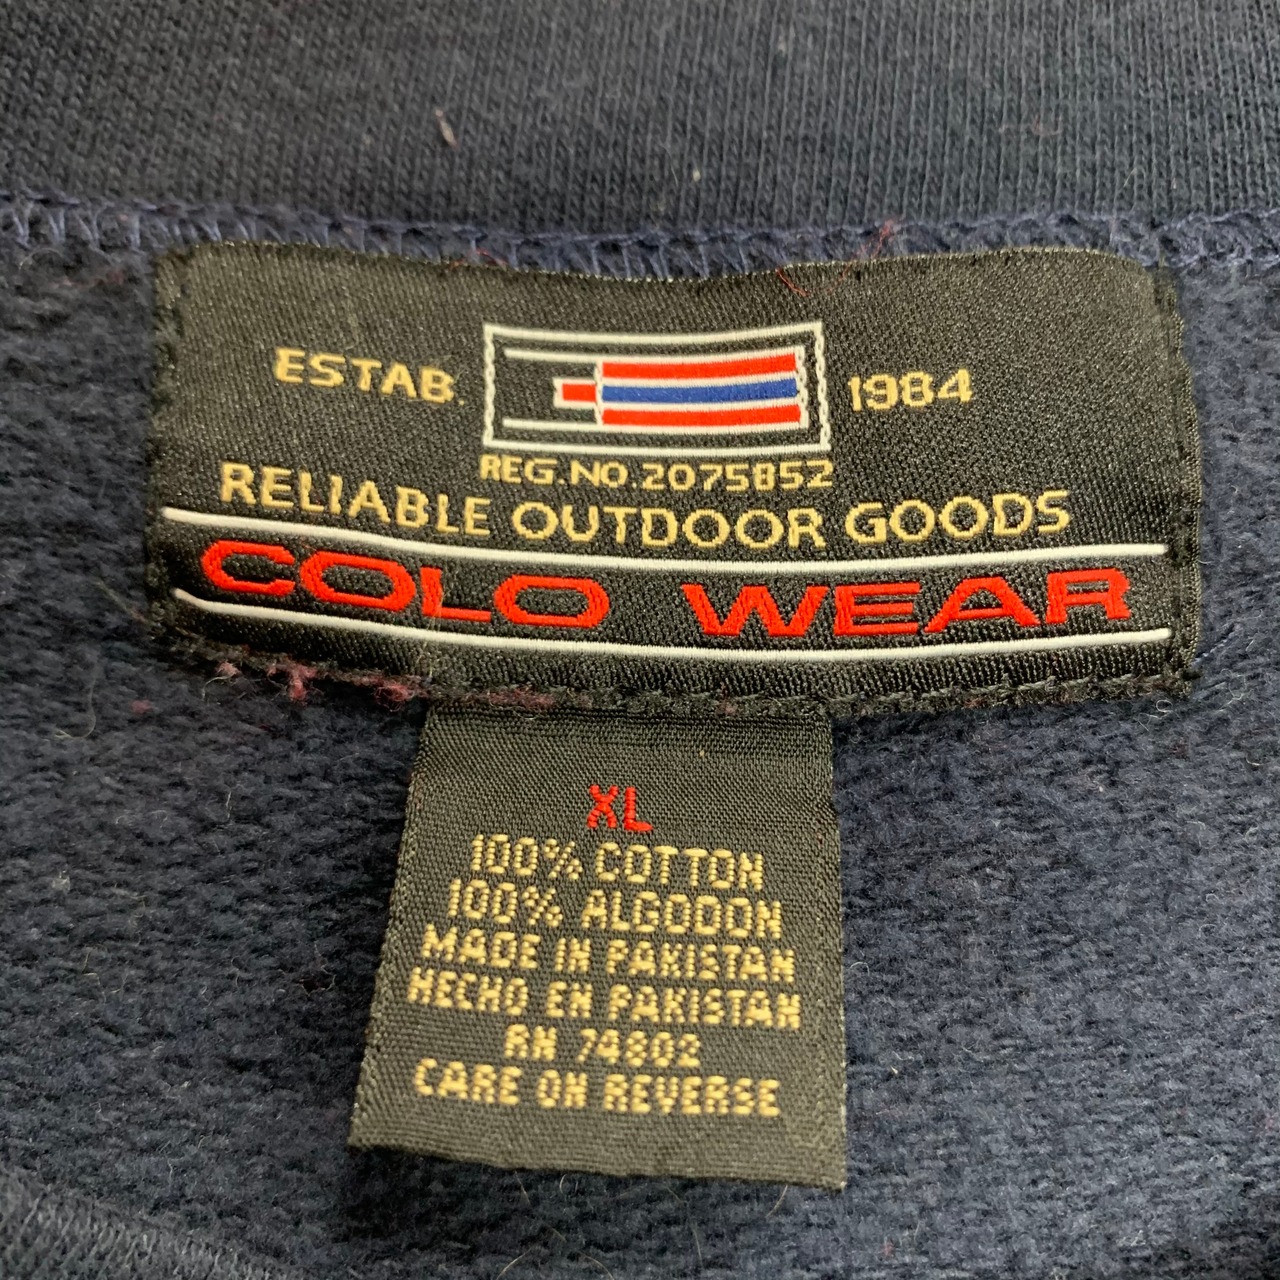 ESTAB. 1984
REG.NO.2075852
RELIABLE OUTDOOR GOODS
COLO WEAR
XL
100% COTTON
100% ALGODON
MADE IN PAKISTAN
HECHO EN PAKISTAN
RN 74802
CARE ON REVERSE